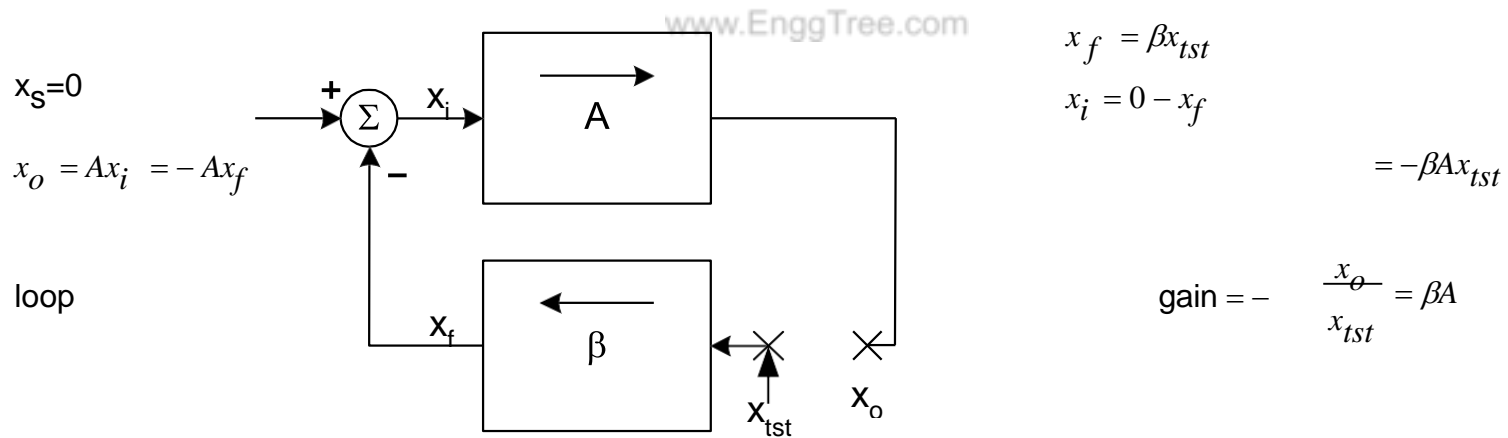 www.EnggTree.com
x_s=0
x_o = Ax_i = − Ax_f
loop
+
Σ
−
x_i
A
x_f
β
x_tst
x_o
x_f = βx_tst
x_i = 0 − x_f
= −βAx_tst
gain = − x_o / x_tst = βA